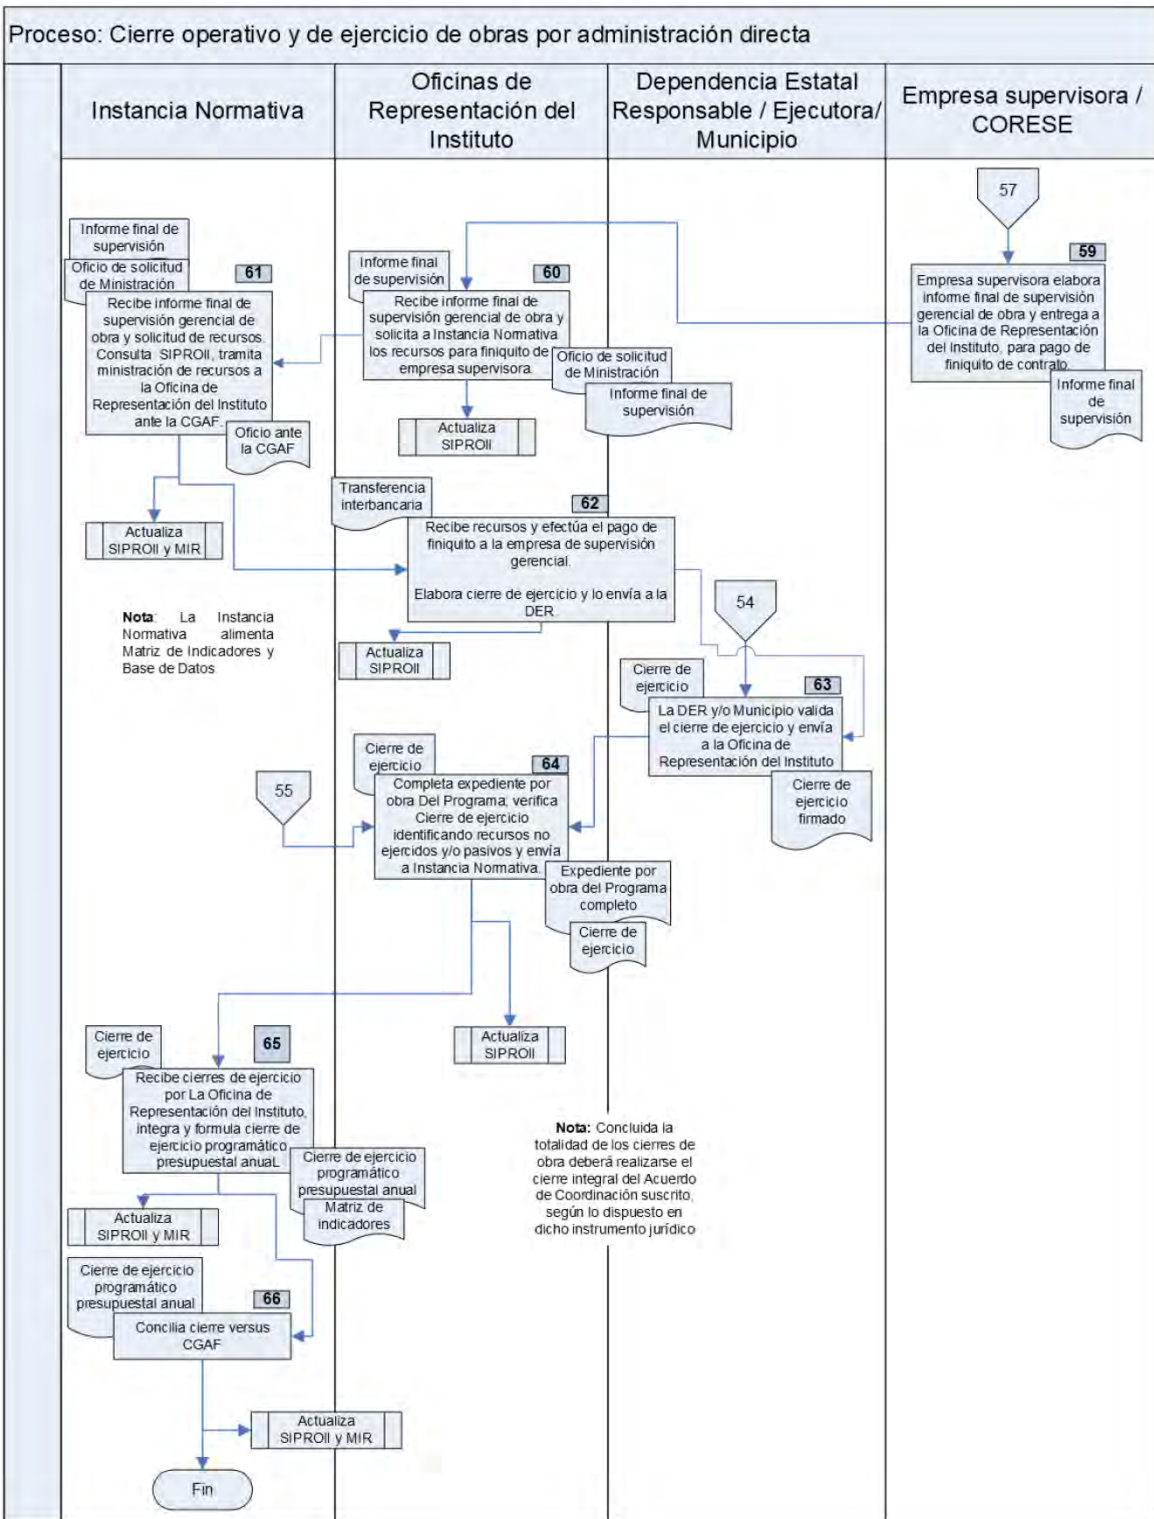 Proceso: Cierre operativo y de ejercicio de obras por administración directa
Instancia Normativa
Oficinas de
Representación del
Instituto
Dependencia Estatal
Responsable / Ejecutora/
Municipio
Empresa supervisora /
CORESE
57
59
Empresa supervisora elabora
informe final de supervisión
gerencial de obra y entrega a
la Oficina de Representación
del Instituto, para pago de
finiquito de contrato.
Informe final
de
supervisión
Informe final de
supervisión
60
Recibe informe final de
supervisión gerencial de obra y
solicita a Instancia Normativa
los recursos para finiquito de
empresa supervisora.
Oficio de solicitud
de Ministración
Informe final de
supervisión
Actualiza
SIPROII
Informe final de
supervisión
Oficio de solicitud
de Ministración
61
Recibe informe final de
supervisión gerencial de
obra y solicitud de recursos.
Consulta SIPROII, tramita
ministración de recursos a
la Oficina de
Representación del Instituto
ante la CGAF.
Oficio ante
la CGAF
Actualiza
SIPROII y MIR
Nota: La Instancia
Normativa alimenta
Matriz de Indicadores y
Base de Datos
Transferencia
interbancaria
62
Recibe recursos y efectúa el pago de
finiquito a la empresa de supervisión
gerencial.
Elabora cierre de ejercicio y lo envía a la
DER.
Actualiza
SIPROII
54
Cierre de
ejercicio
63
La DER y/o Municipio valida
el cierre de ejercicio y envía
a la Oficina de
Representación del Instituto
Cierre de
ejercicio
firmado
55
Cierre de
ejercicio
64
Completa expediente por
obra Del Programa; verifica
Cierre de ejercicio
identificando recursos no
ejercidos y/o pasivos y envía
a Instancia Normativa.
Expediente por
obra del Programa
completo
Cierre de
ejercicio
Actualiza
SIPROII
Cierre de
ejercicio
65
Recibe cierres de ejercicio
por La Oficina de
Representación del Instituto,
integra y formula cierre de
ejercicio programático
presupuestal anuaL
Cierre de ejercicio
programático
presupuestal anual
Matriz de
indicadores
Actualiza
SIPROII y MIR
Nota: Concluida la
totalidad de los cierres de
obra deberá realizarse el
cierre integral del Acuerdo
de Coordinación suscrito,
según lo dispuesto en
dicho instrumento jurídico
Cierre de ejercicio
programático
presupuestal anual
66
Concilia cierre versus
CGAF
Actualiza
SIPROII y MIR
Fin